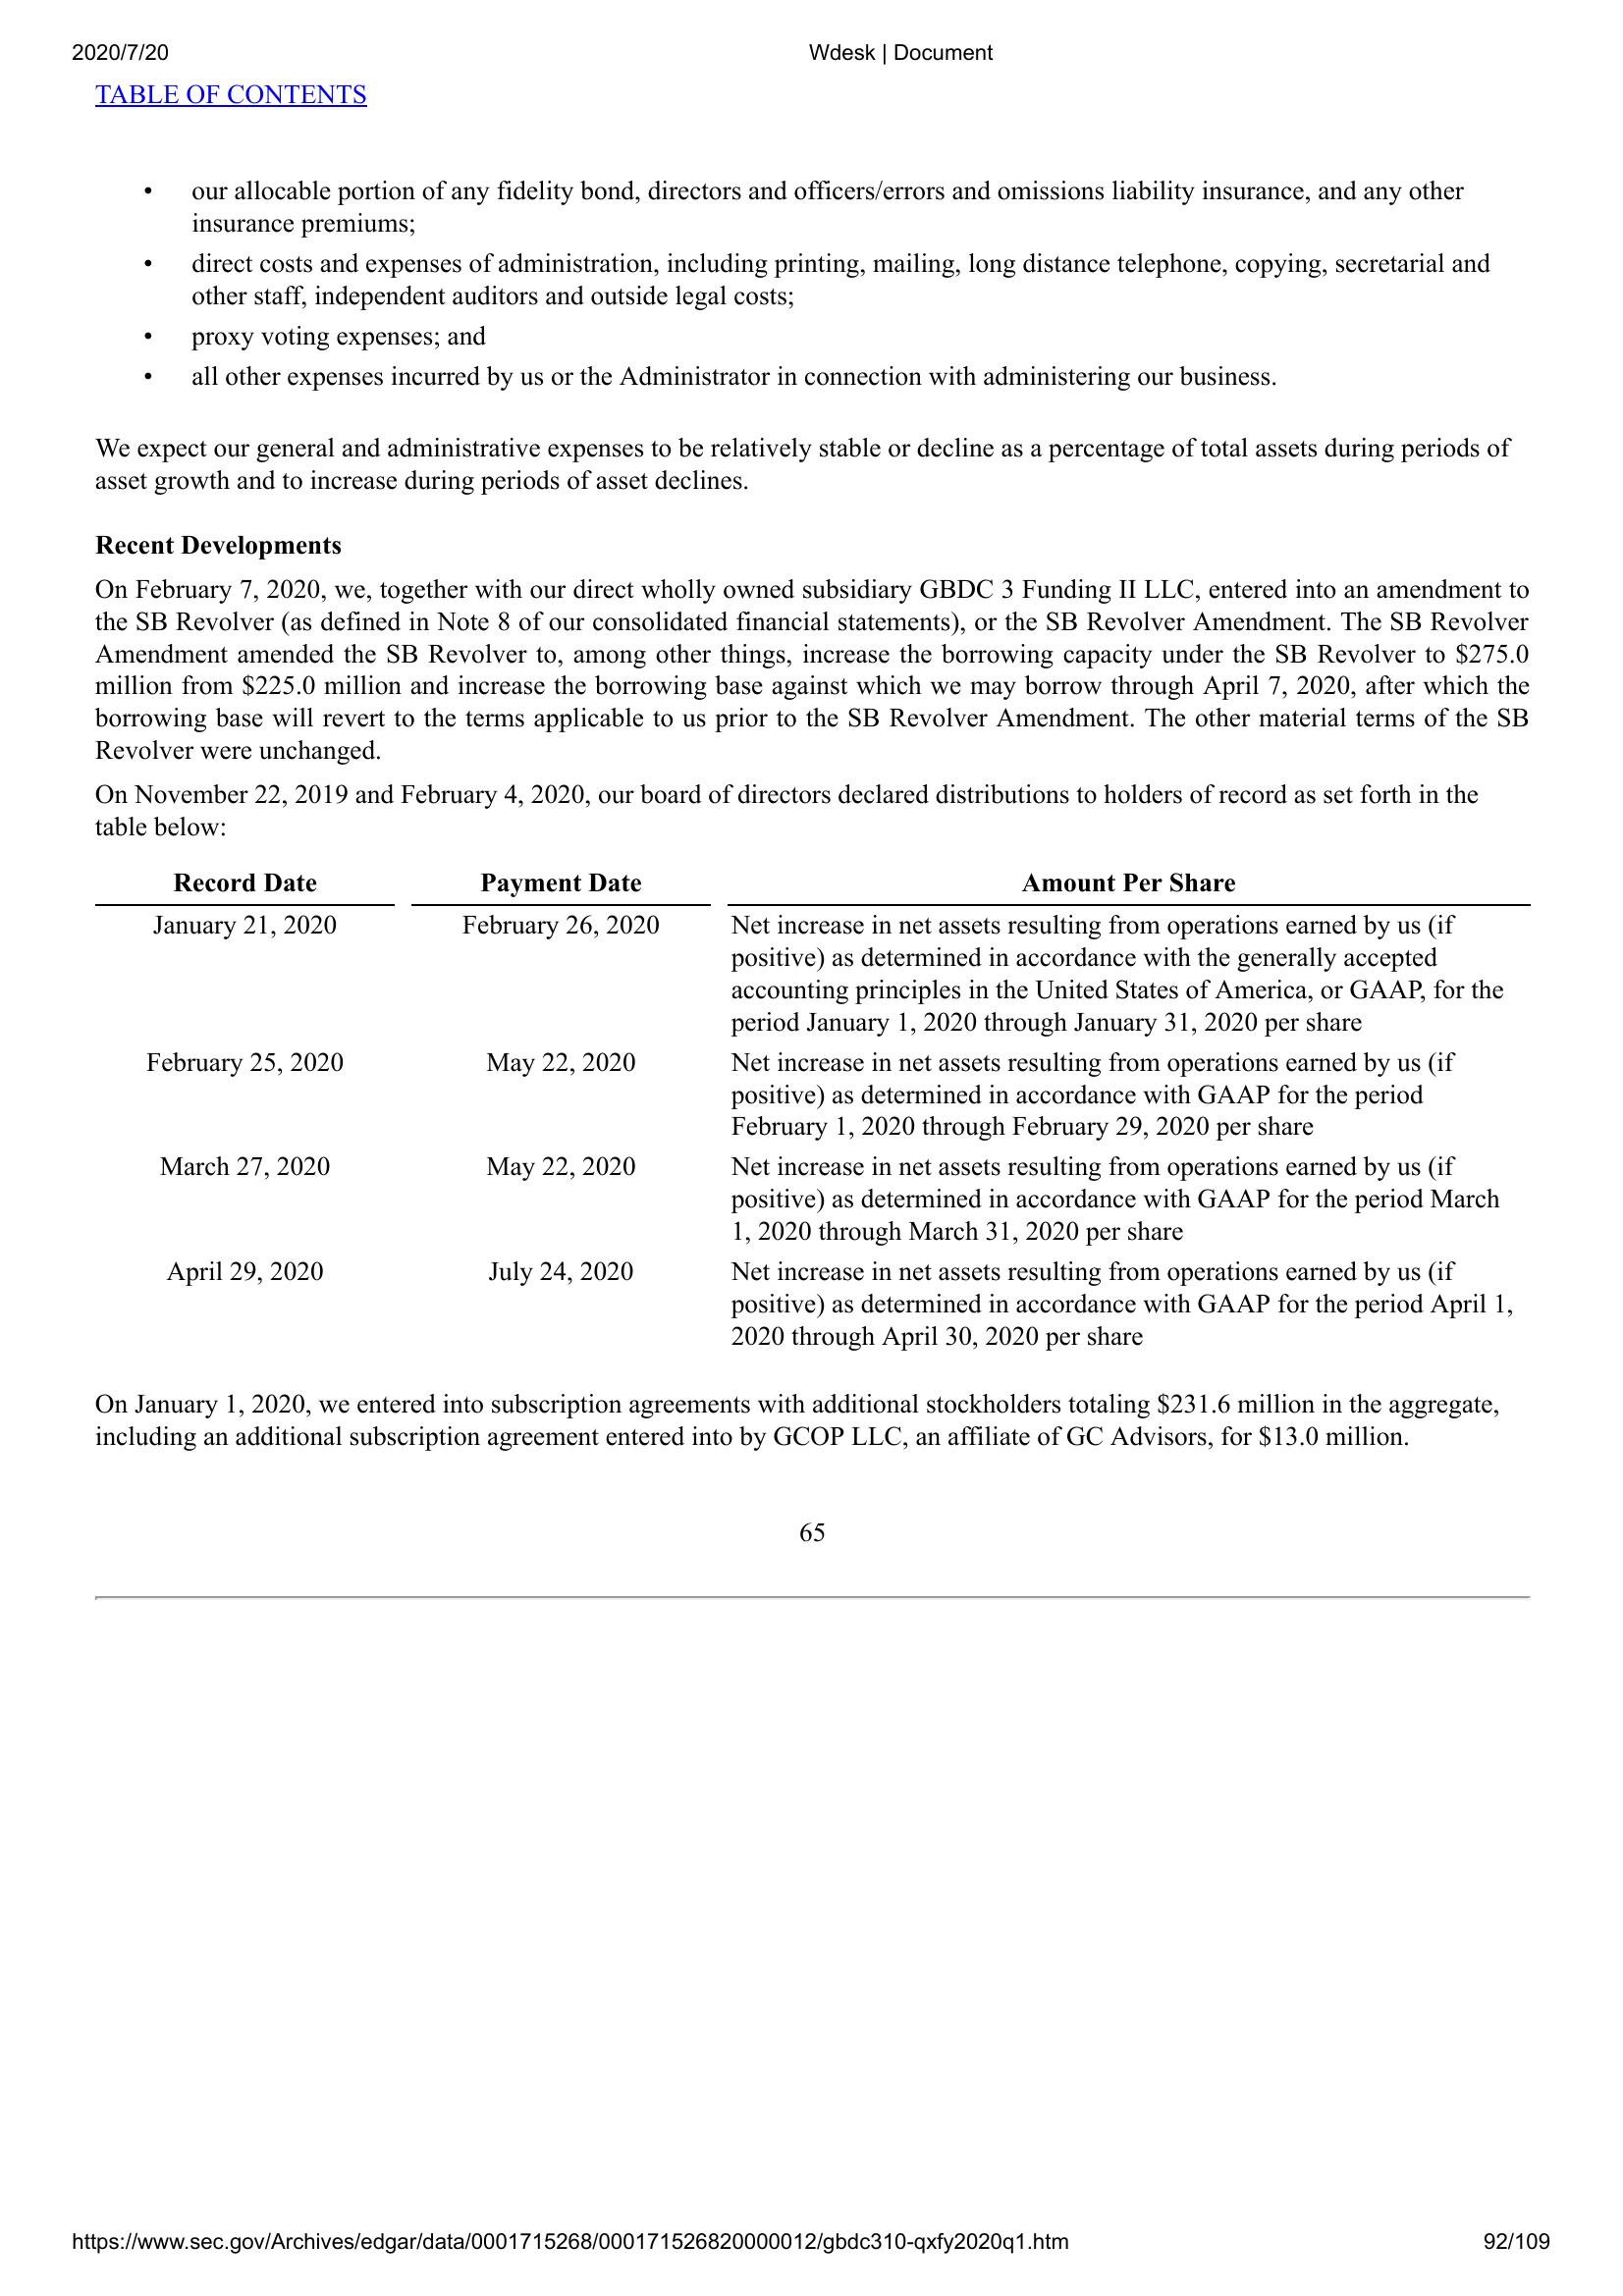 2020/7/20
Wdesk | Document
TABLE OF CONTENTS
• our allocable portion of any fidelity bond, directors and officers/errors and omissions liability insurance, and any other
insurance premiums;
• direct costs and expenses of administration, including printing, mailing, long distance telephone, copying, secretarial and
other staff, independent auditors and outside legal costs;
• proxy voting expenses; and
• all other expenses incurred by us or the Administrator in connection with administering our business.
We expect our general and administrative expenses to be relatively stable or decline as a percentage of total assets during periods of
asset growth and to increase during periods of asset declines.
Recent Developments
On February 7, 2020, we, together with our direct wholly owned subsidiary GBDC 3 Funding II LLC, entered into an amendment to
the SB Revolver (as defined in Note 8 of our consolidated financial statements), or the SB Revolver Amendment. The SB Revolver
Amendment amended the SB Revolver to, among other things, increase the borrowing capacity under the SB Revolver to $275.0
million from $225.0 million and increase the borrowing base against which we may borrow through April 7, 2020, after which the
borrowing base will revert to the terms applicable to us prior to the SB Revolver Amendment. The other material terms of the SB
Revolver were unchanged.
On November 22, 2019 and February 4, 2020, our board of directors declared distributions to holders of record as set forth in the
table below:
Record Date Payment Date Amount Per Share
January 21, 2020 February 26, 2020 Net increase in net assets resulting from operations earned by us (if
positive) as determined in accordance with the generally accepted
accounting principles in the United States of America, or GAAP, for the
period January 1, 2020 through January 31, 2020 per share
February 25, 2020 May 22, 2020 Net increase in net assets resulting from operations earned by us (if
positive) as determined in accordance with GAAP for the period
February 1, 2020 through February 29, 2020 per share
March 27, 2020 May 22, 2020 Net increase in net assets resulting from operations earned by us (if
positive) as determined in accordance with GAAP for the period March
1, 2020 through March 31, 2020 per share
April 29, 2020 July 24, 2020 Net increase in net assets resulting from operations earned by us (if
positive) as determined in accordance with GAAP for the period April 1,
2020 through April 30, 2020 per share
On January 1, 2020, we entered into subscription agreements with additional stockholders totaling $231.6 million in the aggregate,
including an additional subscription agreement entered into by GCOP LLC, an affiliate of GC Advisors, for $13.0 million.
65
https://www.sec.gov/Archives/edgar/data/0001715268/000171526820000012/gbdc310-qxfy2020q1.htm
92/109